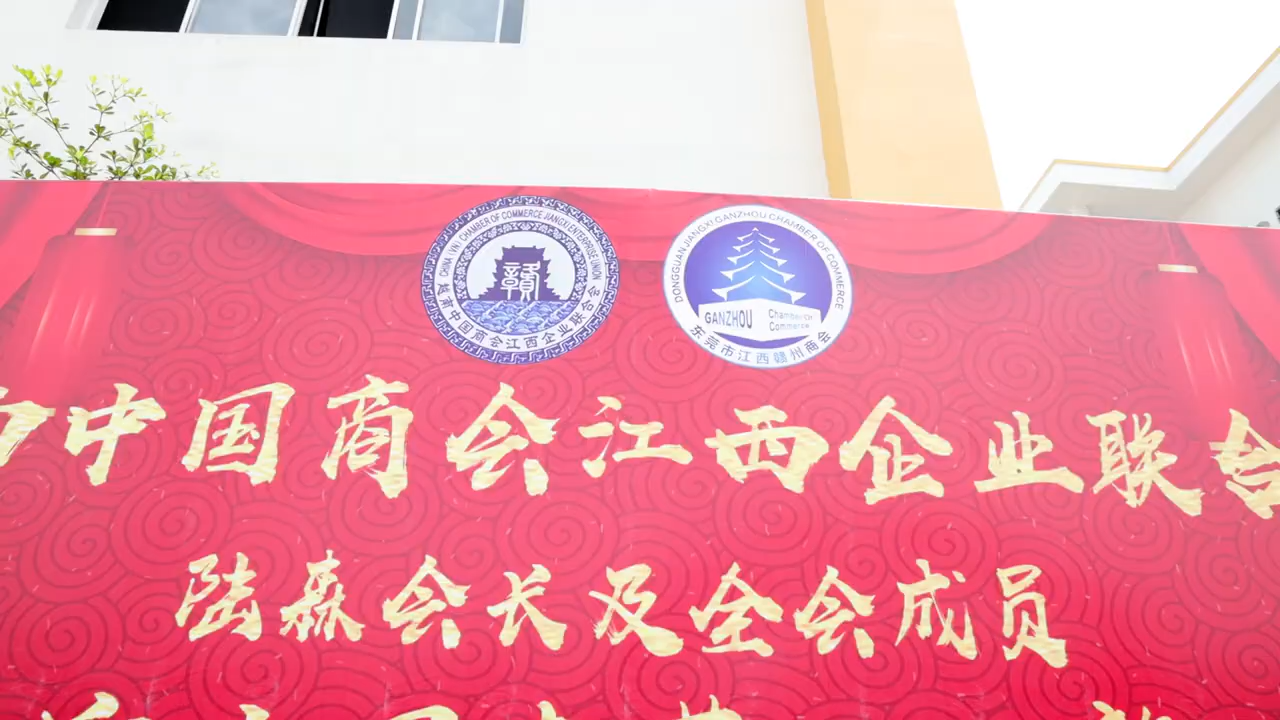 CHINA (VN) CHAMBER OF COMMERCE JIANGXI ENTERPRISE UNION
贛
越南中国商会江西企业联合会
DONGGUAN JIANGXI GANZHOU CHAMBER OF COMMERCE
GANZHOU
Chamber Of
Commerce
东莞市江西赣州商会
中国商会江西企业联合
陆森会长及全会成员